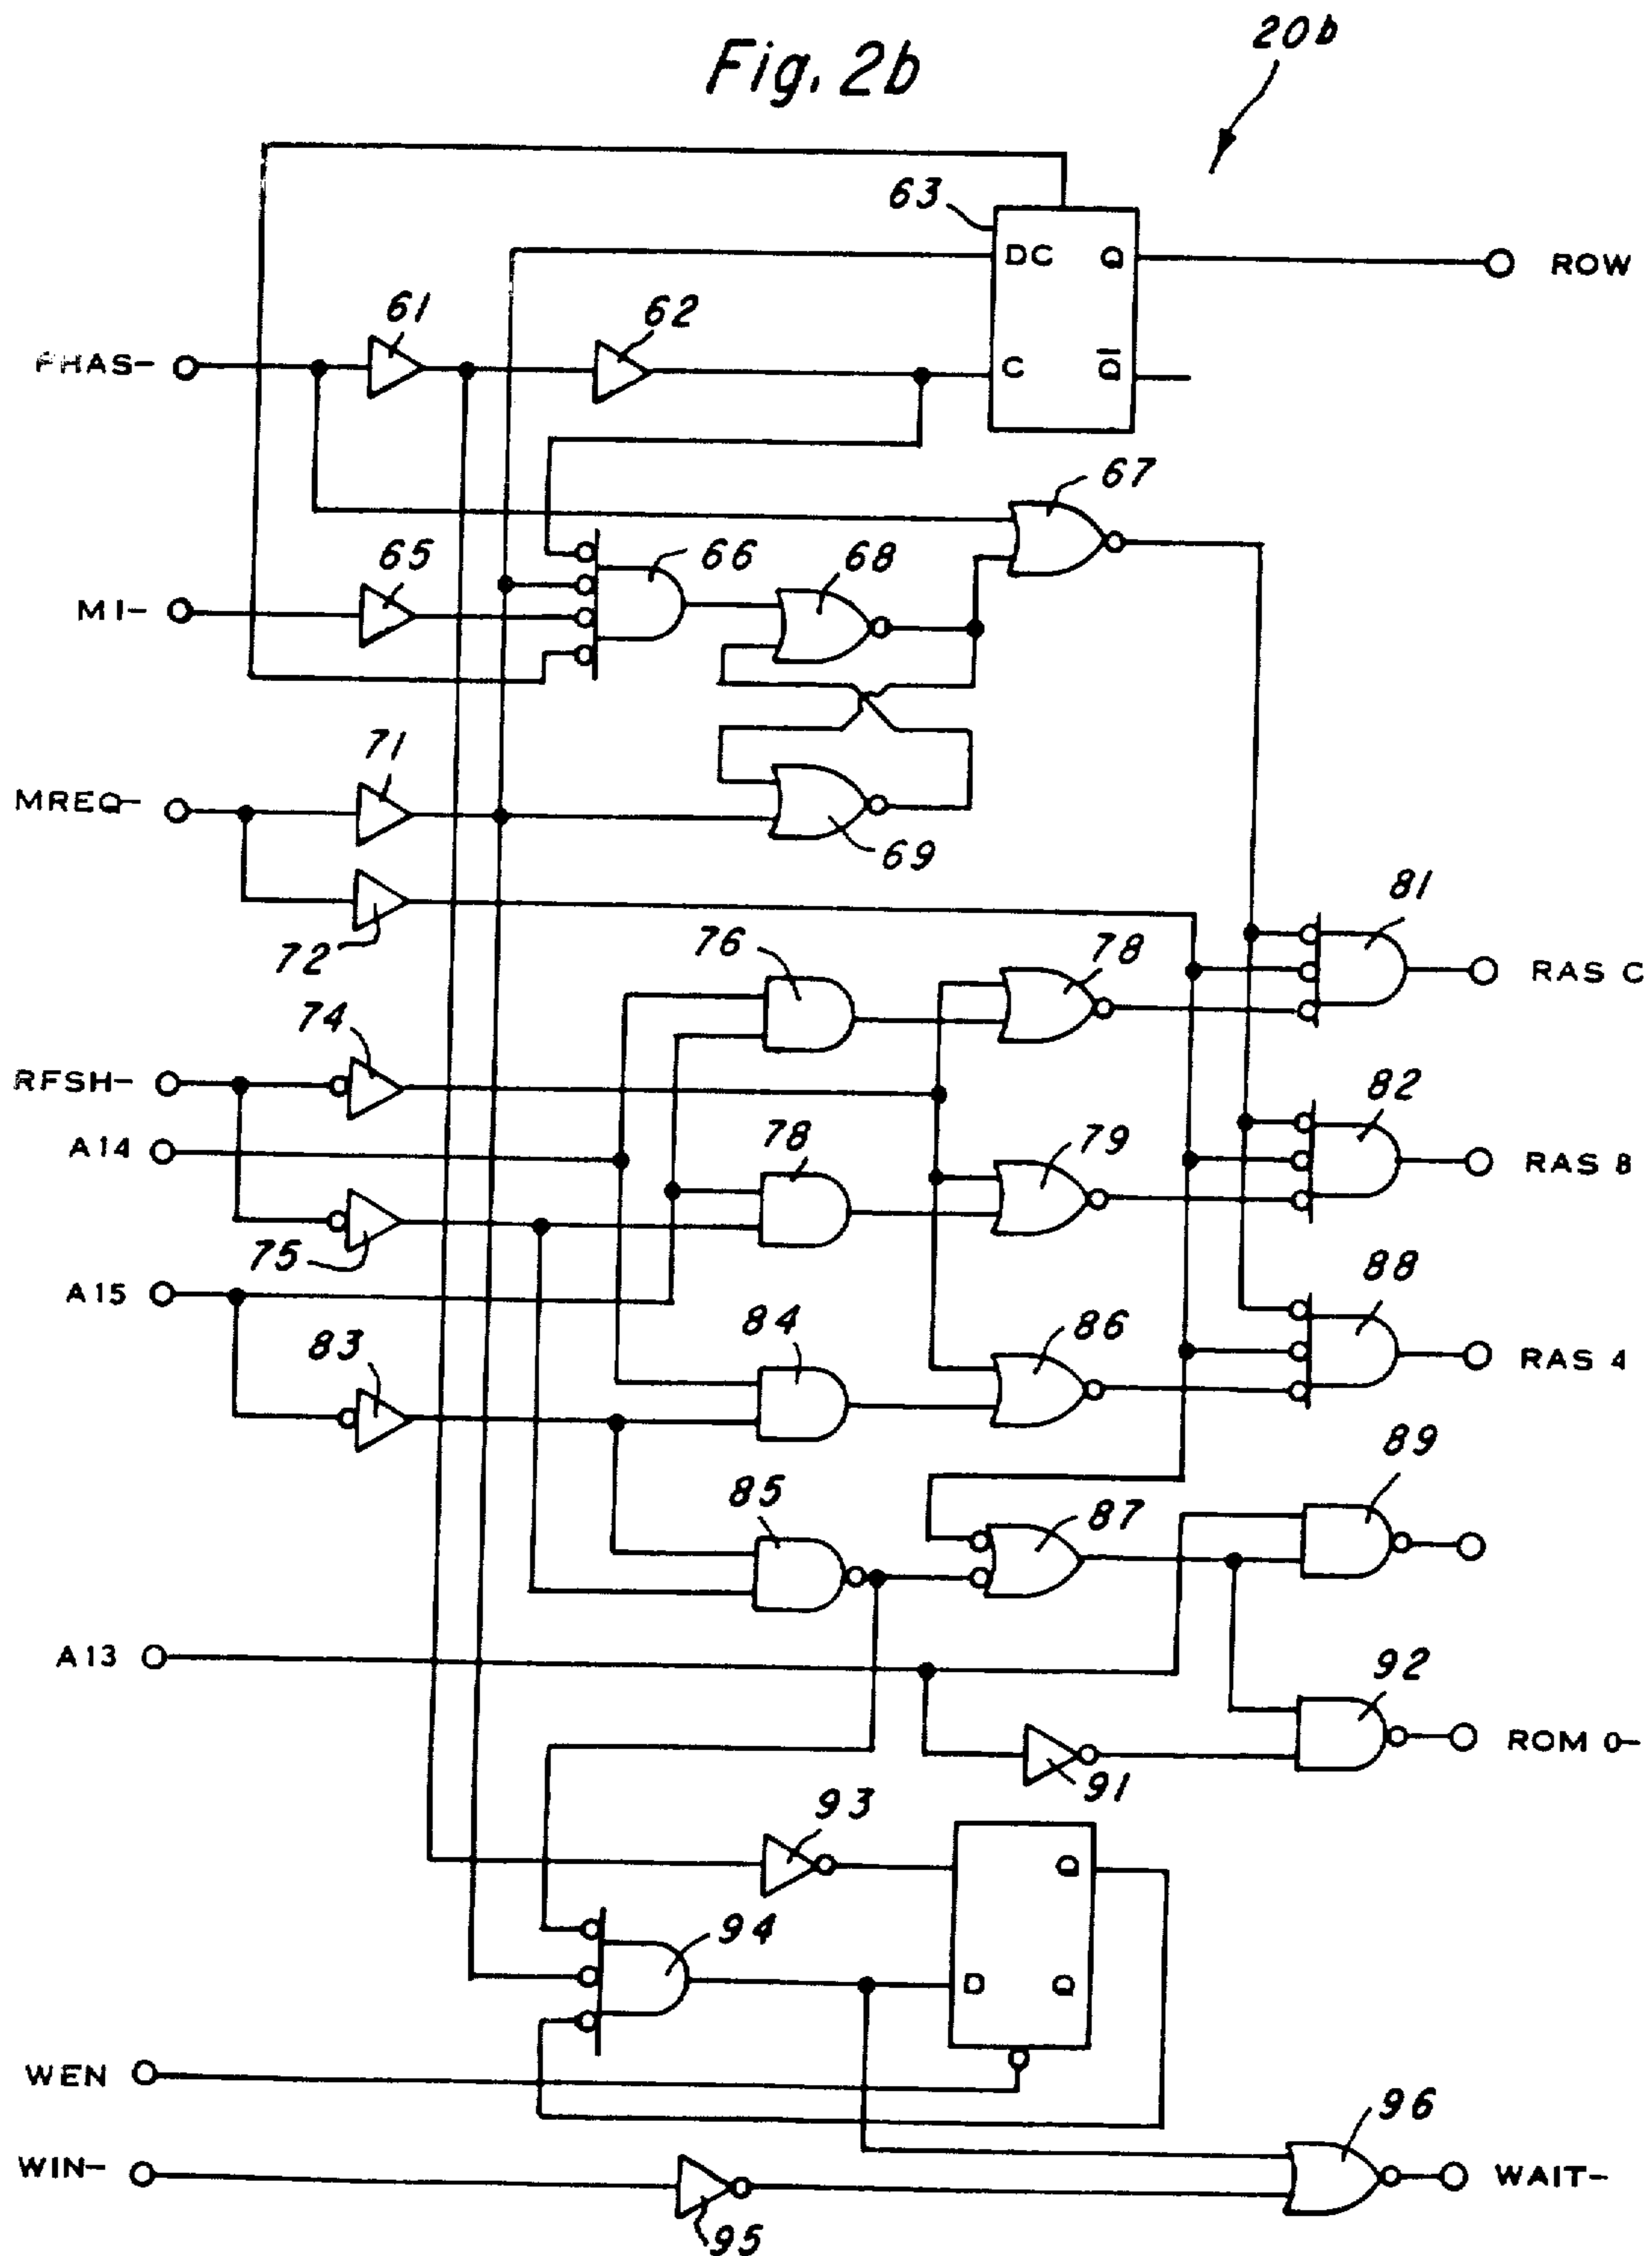 Fig. 2b
20b
63
DC Q
ROW
61
62
PHAS-
C Q
67
65
66
68
M1-
71
MREQ-
69
81
72
76
78
RAS C
74
RFSH-
82
A14
78
79
RAS B
75
88
A15
84
86
83
RAS 4
89
85
87
A13
92
ROM 0-
91
93
Q
94
D Q
WEN
96
WIN-
WAIT-
95